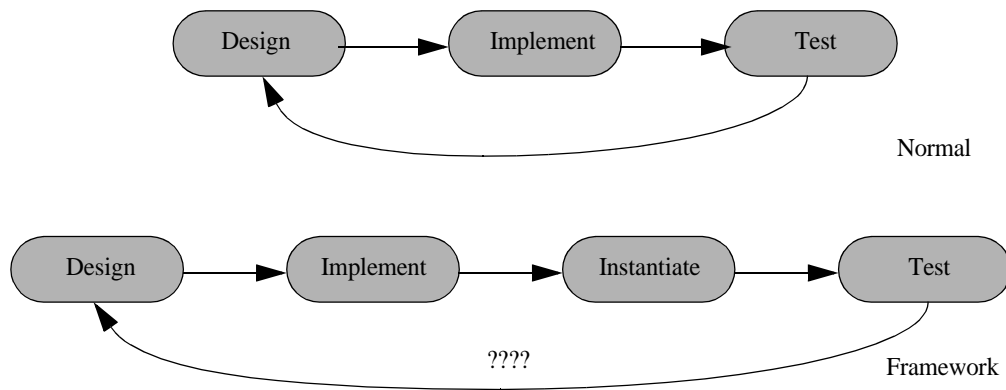 Design
Implement
Test
Normal
Design
Implement
Instantiate
Test
????
Framework